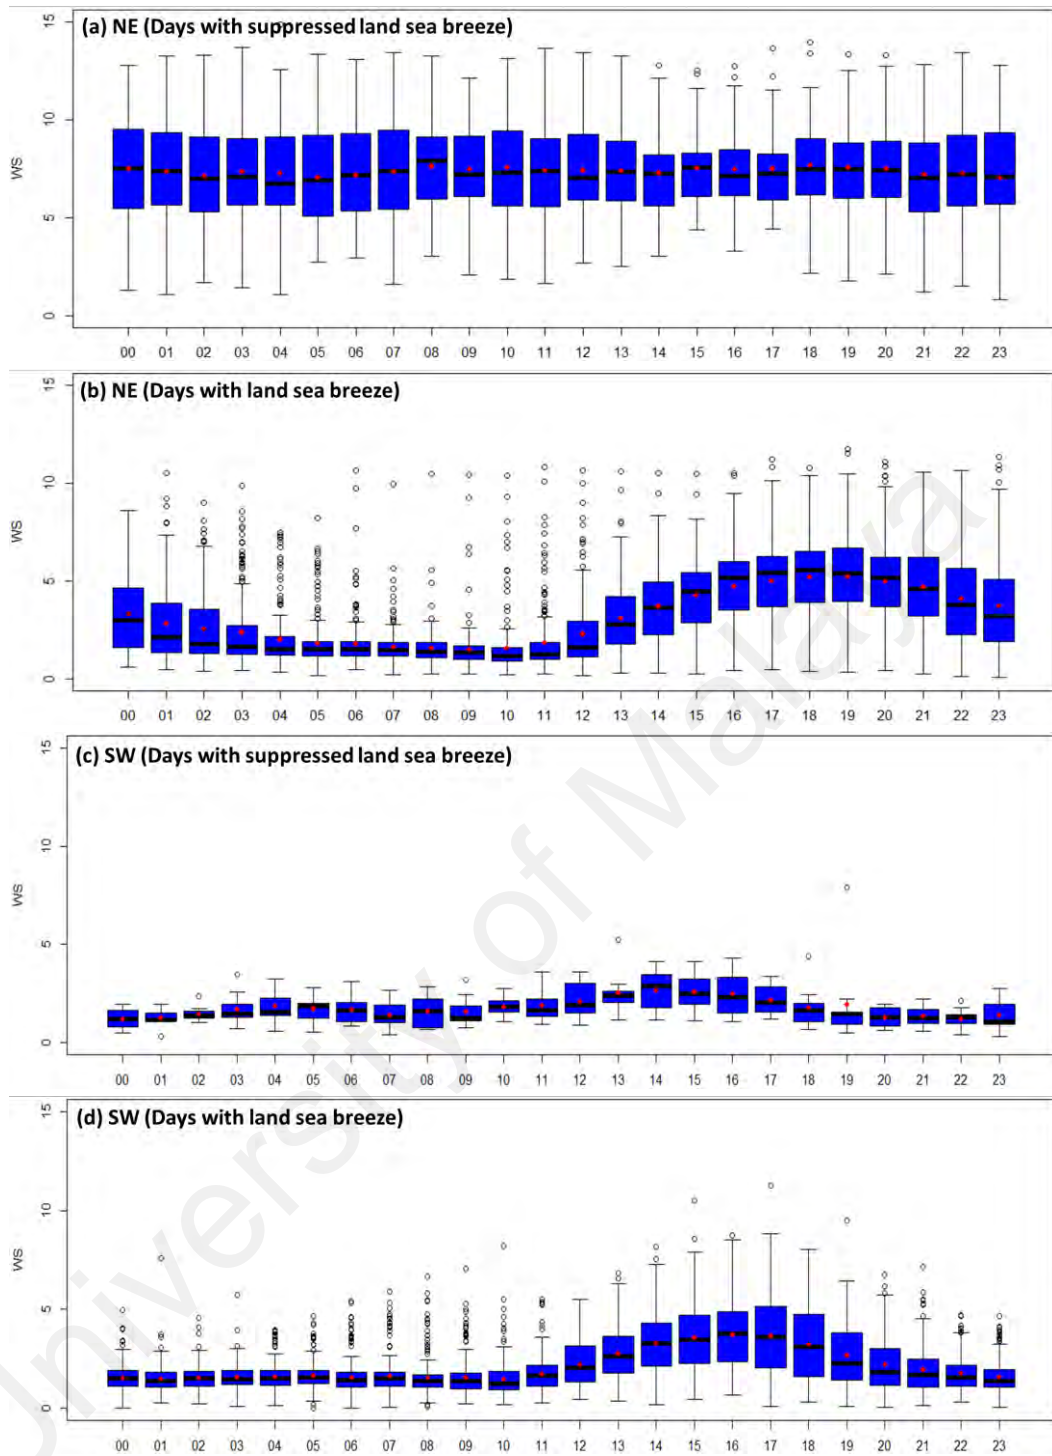 (a) NE (Days with suppressed land sea breeze)
15
10
5
0
WS
00 01 02 03 04 05 06 07 08 09 10 11 12 13 14 15 16 17 18 19 20 21 22 23
(b) NE (Days with land sea breeze)
15
10
5
0
WS
00 01 02 03 04 05 06 07 08 09 10 11 12 13 14 15 16 17 18 19 20 21 22 23
(c) SW (Days with suppressed land sea breeze)
15
10
5
0
WS
00 01 02 03 04 05 06 07 08 09 10 11 12 13 14 15 16 17 18 19 20 21 22 23
(d) SW (Days with land sea breeze)
15
10
5
0
WS
00 01 02 03 04 05 06 07 08 09 10 11 12 13 14 15 16 17 18 19 20 21 22 23
University of Malaya